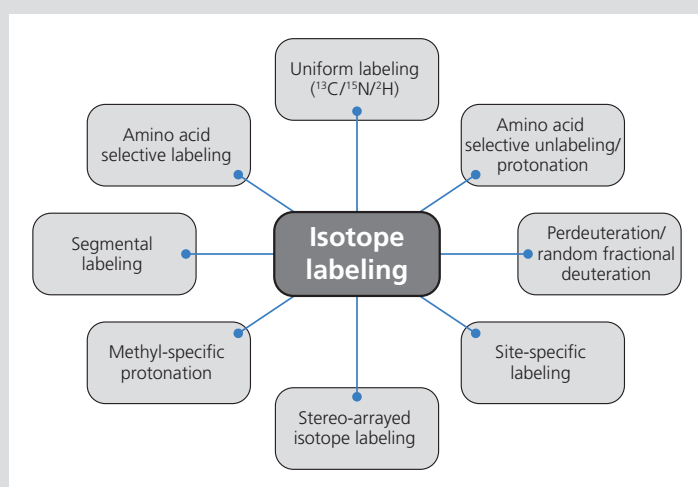 Uniform labeling
(¹³C/¹⁵N/²H)
Amino acid
selective labeling
Amino acid
selective unlabeling/
protonation
Segmental
labeling
Isotope
labeling
Perdeuteration/
random fractional
deuteration
Methyl-specific
protonation
Site-specific
labeling
Stereo-arrayed
isotope labeling